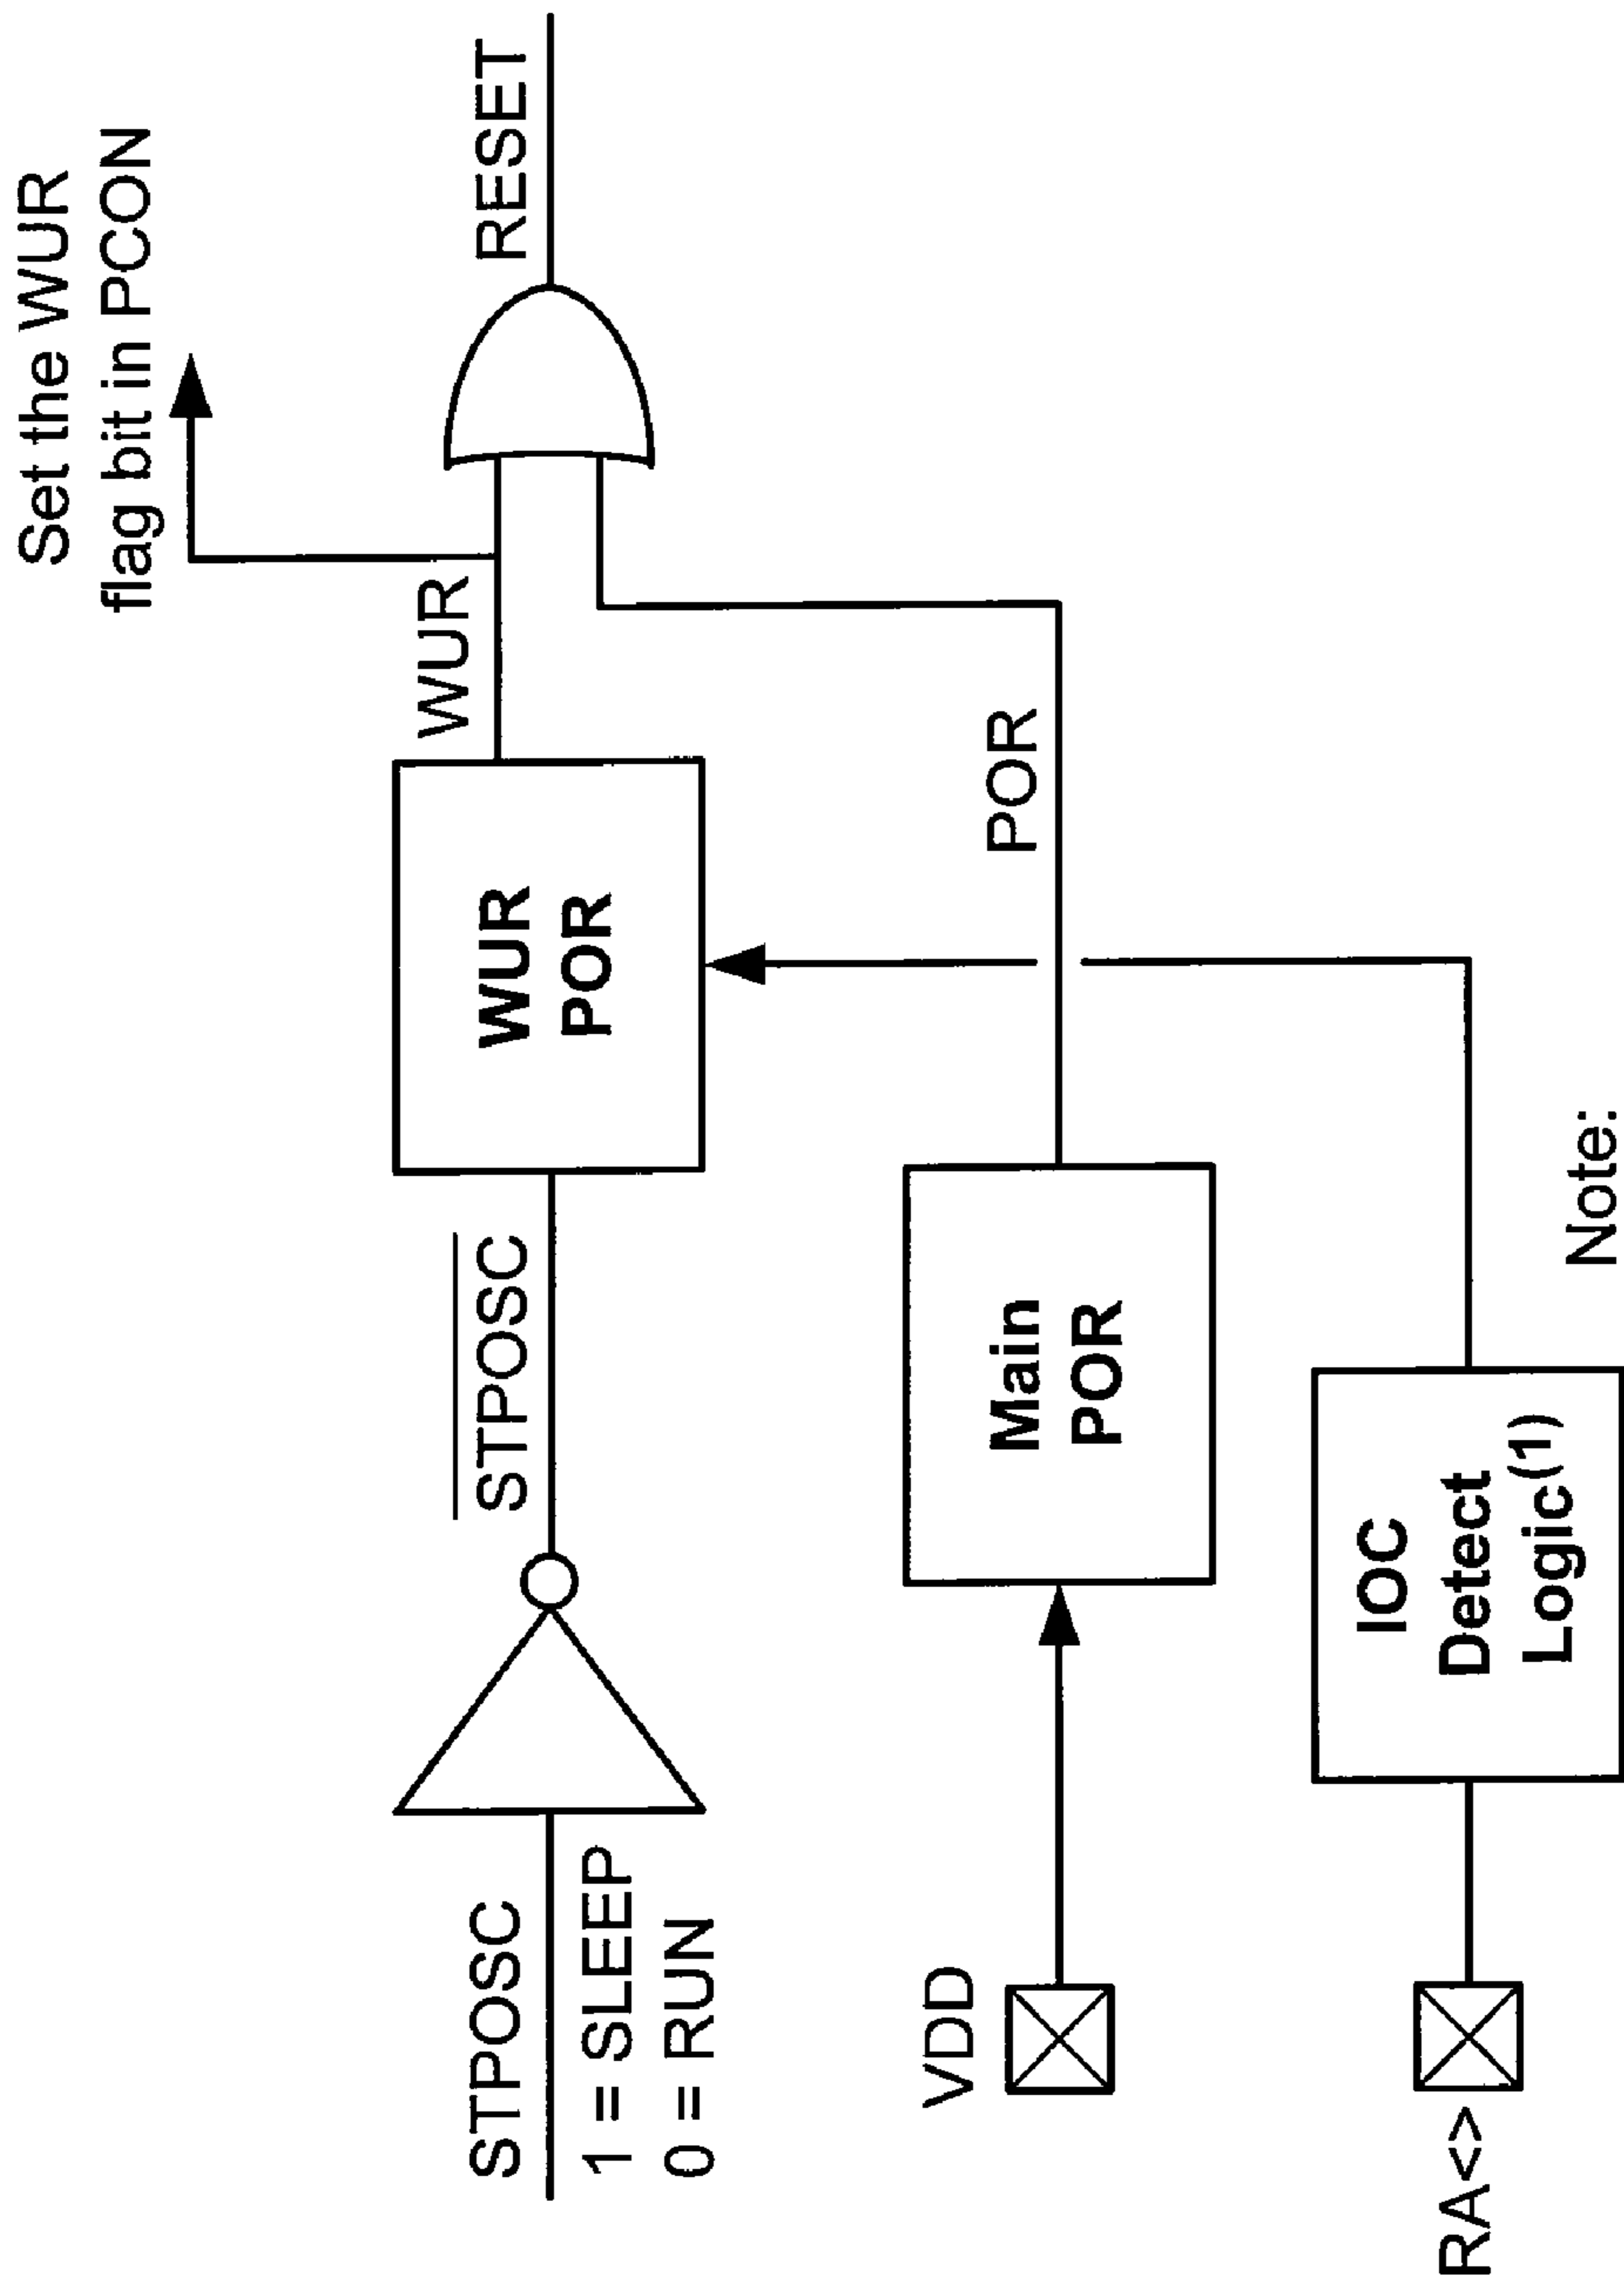 Set the WUR
flag bit in PCON
STPOSC
1 = SLEEP
0 = RUN
STPOSC
WUR
POR
WUR
RESET
VDD
Main
POR
POR
RA<>
IOC
Detect
Logic(1)
Note: